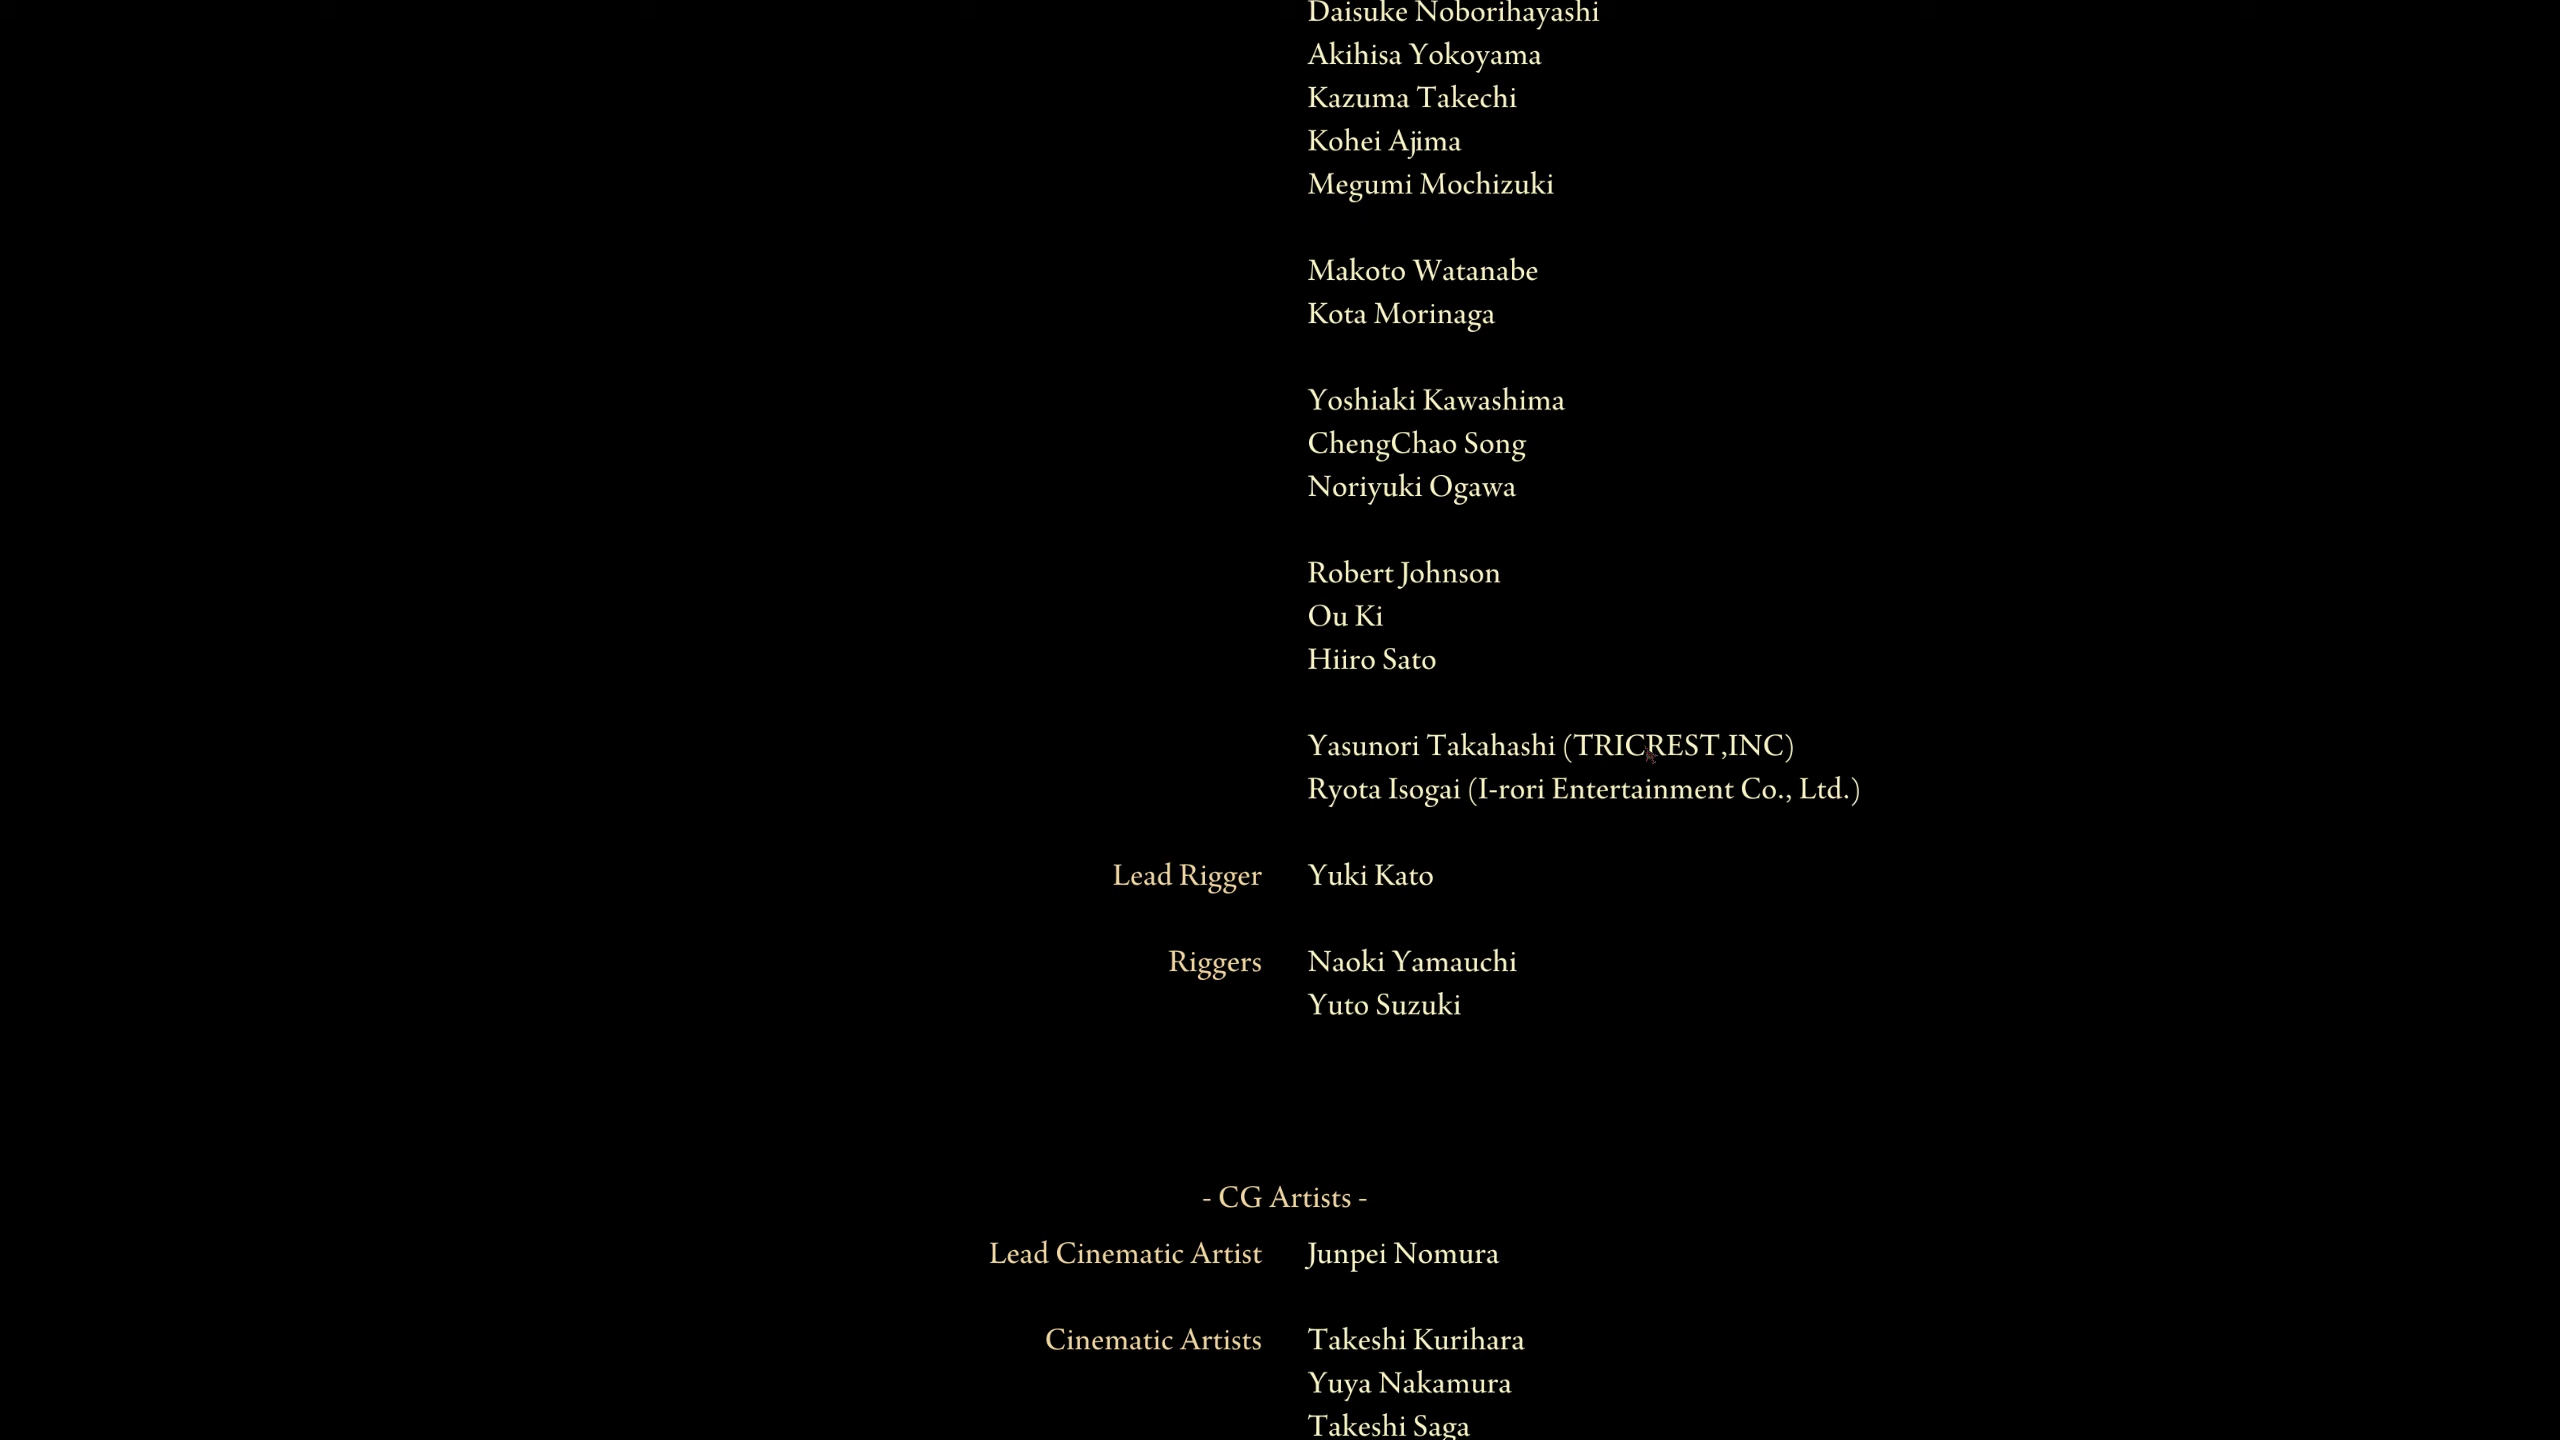 Daisuke Noborihayashi
Akihisa Yokoyama
Kazuma Takechi
Kohei Ajima
Megumi Mochizuki
Makoto Watanabe
Kota Morinaga
Yoshiaki Kawashima
ChengChao Song
Noriyuki Ogawa
Robert Johnson
Ou Ki
Hiiro Sato
Yasunori Takahashi (TRICREST,INC)
Ryota Isogai (I-rori Entertainment Co., Ltd.)
Lead Rigger Yuki Kato
Riggers Naoki Yamauchi
Yuto Suzuki
- CG Artists -
Lead Cinematic Artist Junpei Nomura
Cinematic Artists Takeshi Kurihara
Yuya Nakamura
Takeshi Saga